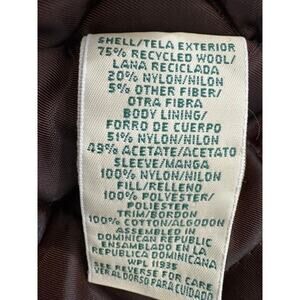 SHELL/TELA EXTERIOR
75% RECYCLED WOOL/
LANA RECICLADA
20% NYLON/NILON
5% OTHER FIBER/
OTRA FIBRA
BODY LINING/
FORRO DE CUERPO
51% NYLON/NILON
49% ACETATE/ACETATO
SLEEVE/MANGA
100% NYLON/NILON
FILL/RELLENO
100% POLYESTER/
POLIESTER
TRIM/BORDON
100% COTTON/ALGODON
ASSEMBLED IN
DOMINICAN REPUBLIC
ENSAMBLADO EN LA
REPUBLICA DOMINICANA
WPL 11935
SEE REVERSE FOR CARE
VER AL DORSO PARA CUIDADO